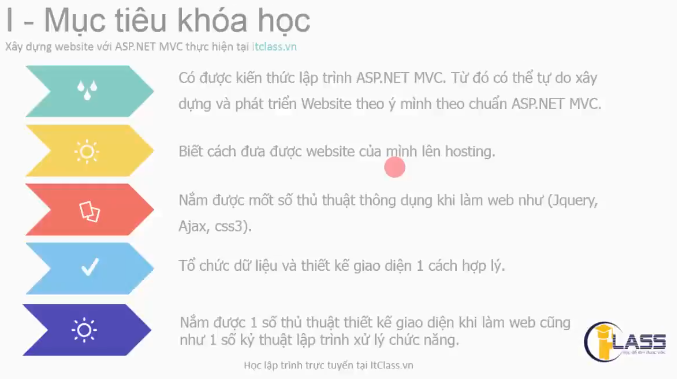 I - Mục tiêu khóa học
Xây dựng website với ASP.NET MVC thực hiện tại itclass.vn
Có được kiến thức lập trình ASP.NET MVC. Từ đó có thể tự do xây
dựng và phát triển Website theo ý mình theo chuẩn ASP.NET MVC.
Biết cách đưa được website của mình lên hosting.
Nắm được một số thủ thuật thông dụng khi làm web như (Jquery,
Ajax, css3).
Tổ chức dữ liệu và thiết kế giao diện 1 cách hợp lý.
Nắm được 1 số thủ thuật thiết kế giao diện khi làm web cũng
như 1 số kỷ thuật lập trình xử lý chức năng.
LASS
Học lập trình trực tuyến tại ItClass.vn